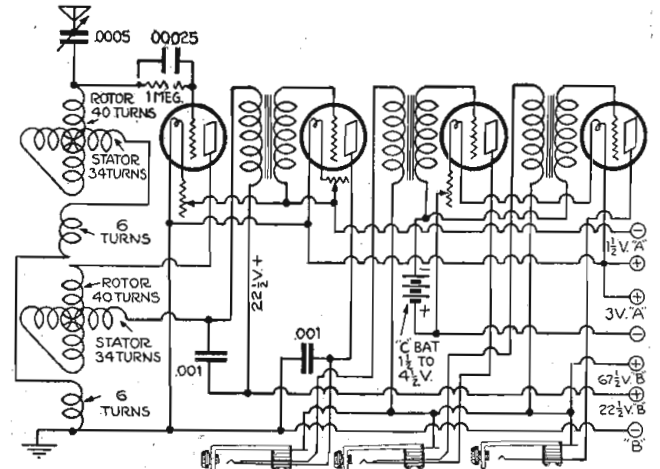 .0005
.00025
1 MEG.
ROTOR
40 TURNS
STATOR
34 TURNS
6
TURNS
ROTOR
40 TURNS
STATOR
34 TURNS
.001
6
TURNS
22½ V. +
.001
−
+
"C" BAT
1½ TO
4½ V.
−
1½ V. "A"
+
+
3 V. "A"
−
+
67½ V. "B"
+
22½ V. "B"
−
"B"